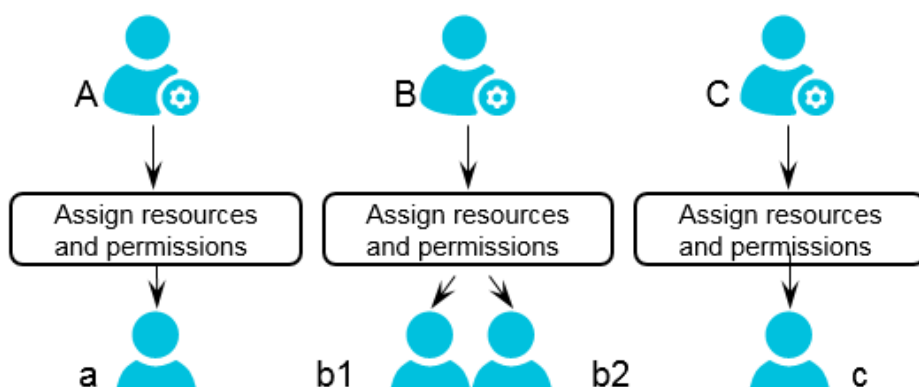 A B C
Assign resources
and permissions
Assign resources
and permissions
Assign resources
and permissions
a b1 b2 c